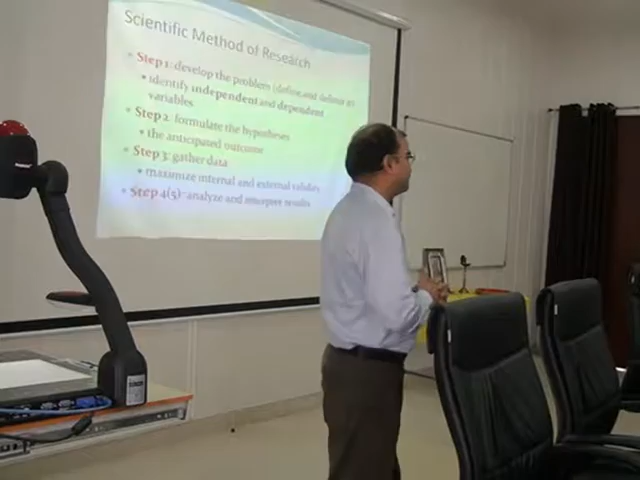 Scientific Method of Research
Step 1: develop the problem (define and delimit it)
identify independent and dependent
variables
Step 2: formulate the hypotheses
the anticipated outcome
Step 3: gather data
maximize internal and external validity
Step 4(5)-analyze and interpret results